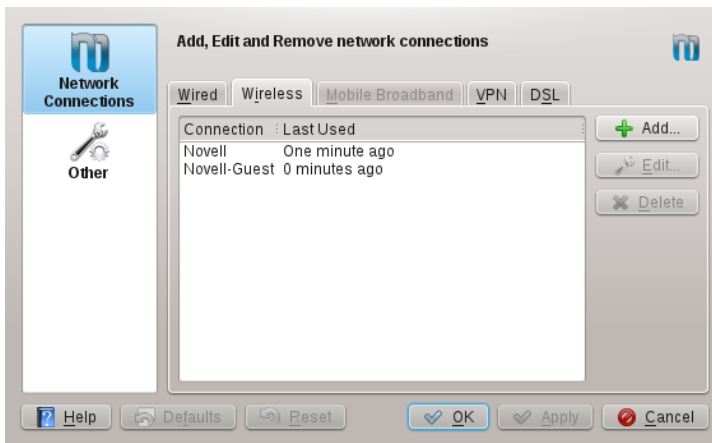 Add, Edit and Remove network connections
Network
Connections
Other
Wired Wireless Mobile Broadband VPN DSL
Connection Last Used
Novell One minute ago
Novell-Guest 0 minutes ago
Add...
Edit...
Delete
Help Defaults Reset OK Apply Cancel